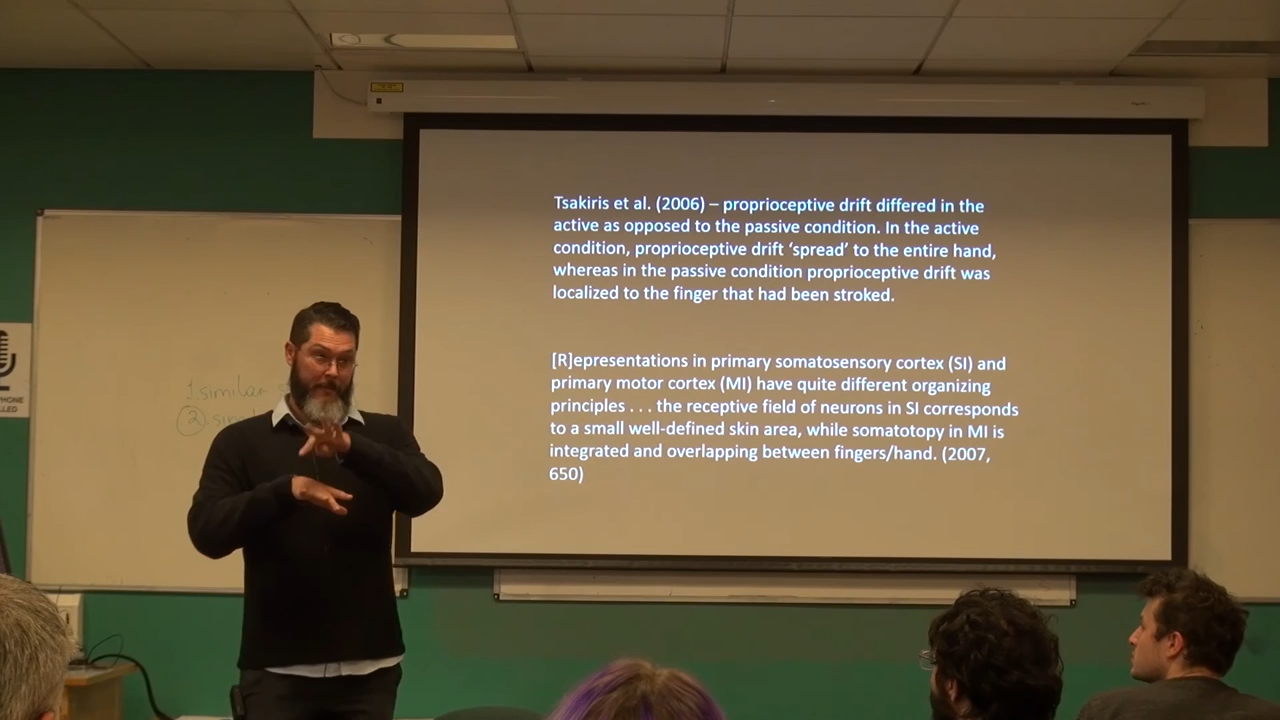 Tsakiris et al. (2006) – proprioceptive drift differed in the
active as opposed to the passive condition. In the active
condition, proprioceptive drift ‘spread’ to the entire hand,
whereas in the passive condition proprioceptive drift was
localized to the finger that had been stroked.
[R]epresentations in primary somatosensory cortex (SI) and
primary motor cortex (MI) have quite different organizing
principles . . . the receptive field of neurons in SI corresponds
to a small well-defined skin area, while somatotopy in MI is
integrated and overlapping between fingers/hand. (2007,
650)
1 similar
2